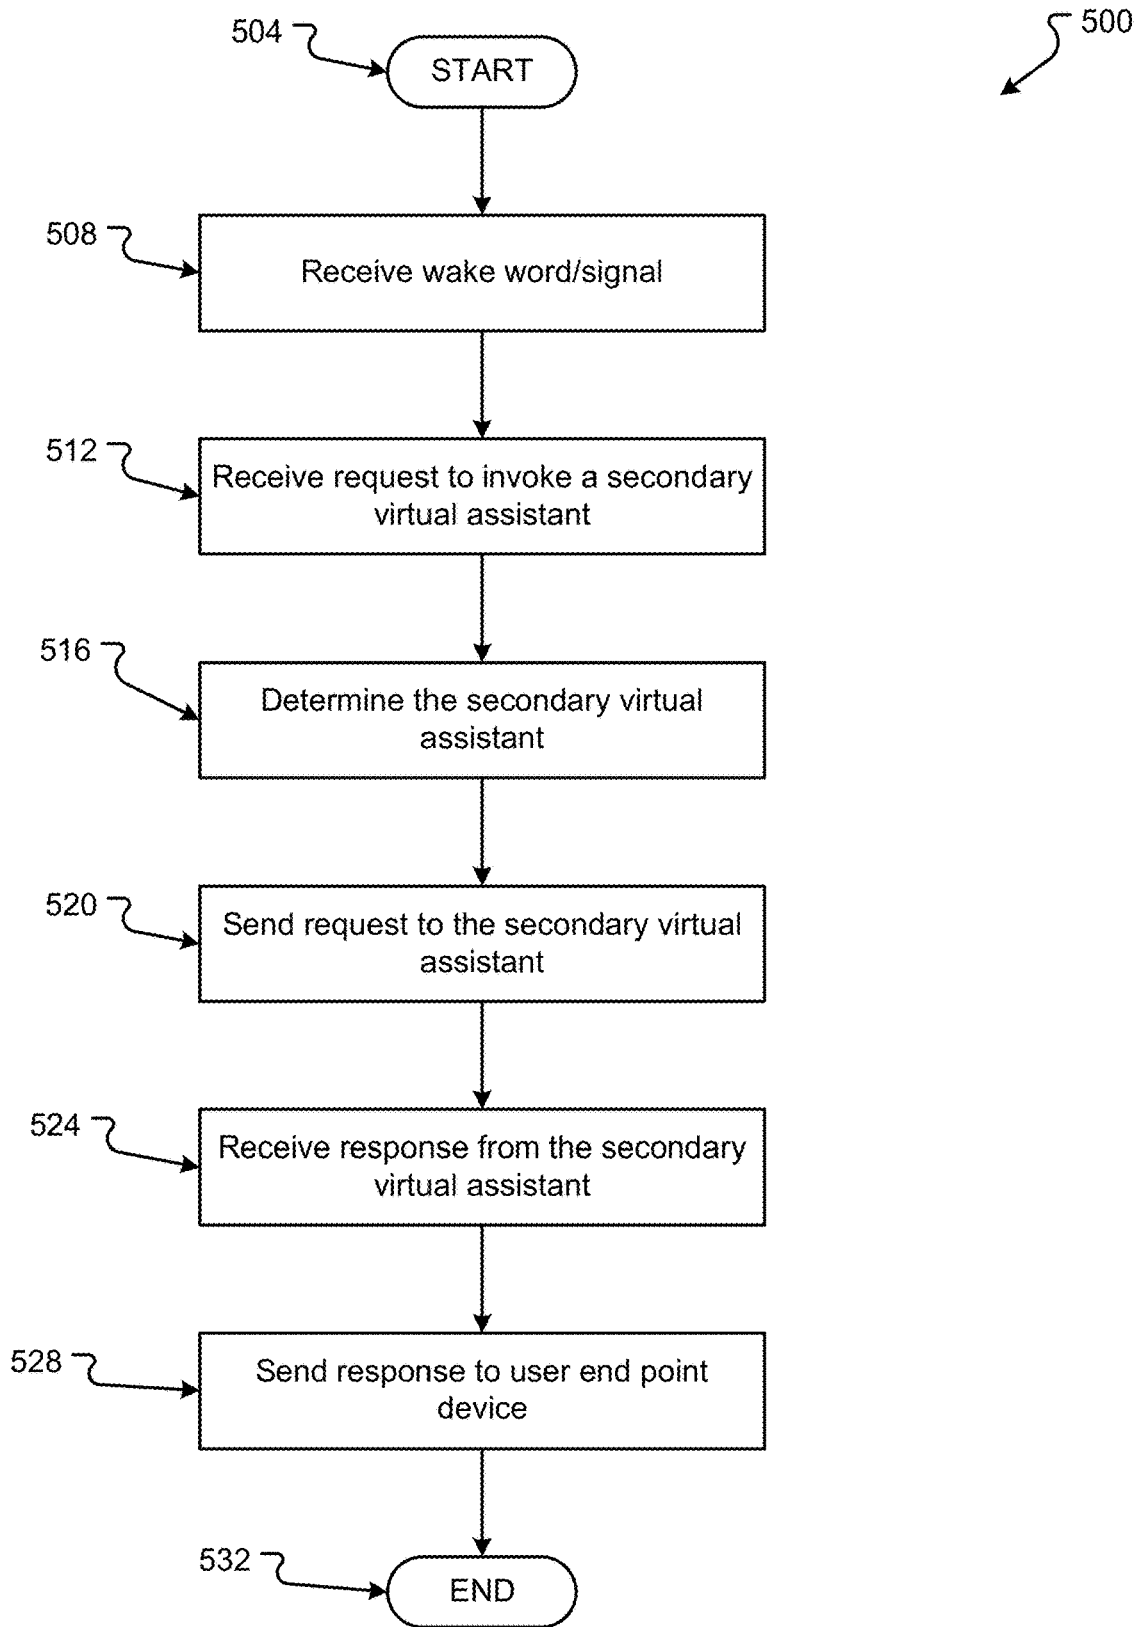 500
504
START
508
Receive wake word/signal
512
Receive request to invoke a secondary
virtual assistant
516
Determine the secondary virtual
assistant
520
Send request to the secondary virtual
assistant
524
Receive response from the secondary
virtual assistant
528
Send response to user end point
device
532
END